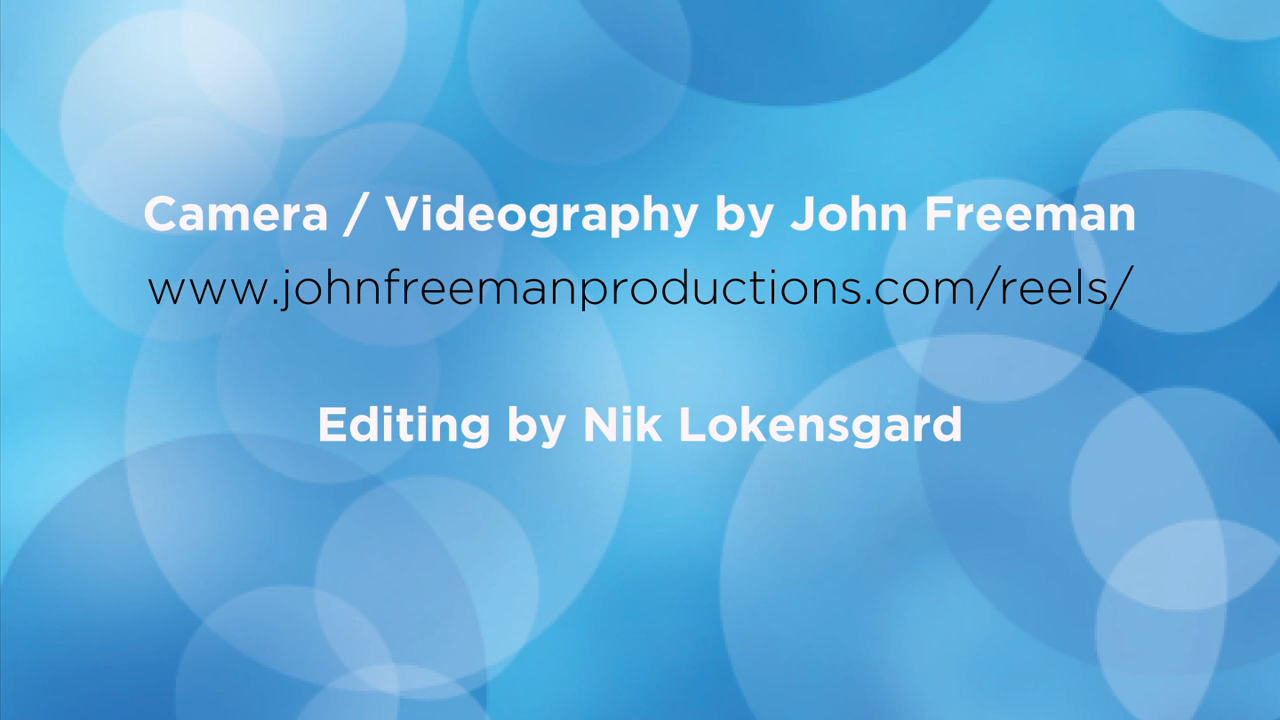 Camera / Videography by John Freeman
www.johnfreemanproductions.com/reels/
Editing by Nik Lokensgard